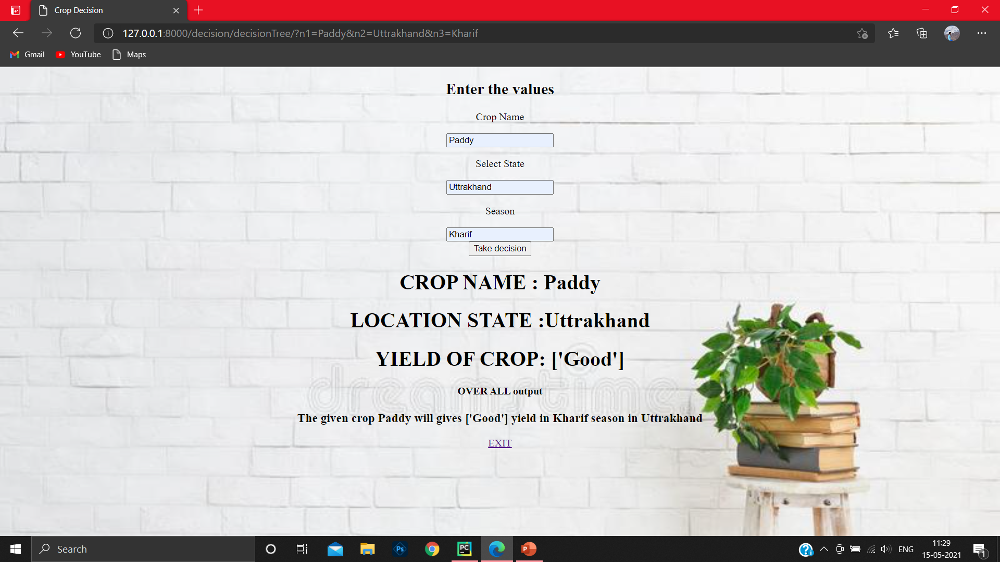 Crop Decision
127.0.0.1:8000/decision/decisionTree/?n1=Paddy&n2=Uttrakhand&n3=Kharif
Gmail YouTube Maps
Enter the values
Crop Name
Paddy
Select State
Uttrakhand
Season
Kharif
Take decision
CROP NAME : Paddy
LOCATION STATE :Uttrakhand
YIELD OF CROP: ['Good']
dreamstime
OVER ALL output
The given crop Paddy will gives ['Good'] yield in Kharif season in Uttrakhand
EXIT
Search
Ps
PC
P
ENG
11:29
15-05-2021
1